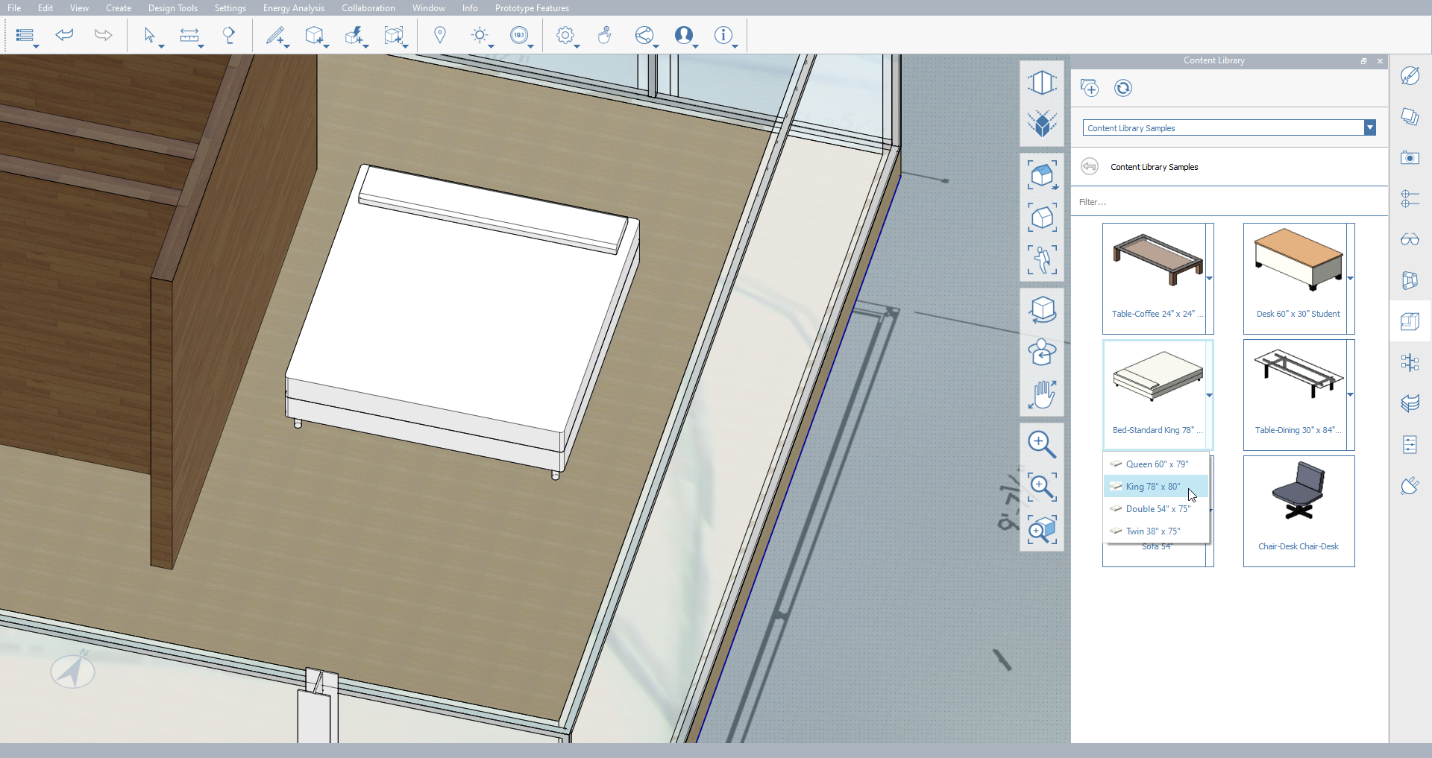 File Edit View Create Design Tools Settings Energy Analysis Collaboration Window Info Prototype Features
Content Library
Content Library Samples
Content Library Samples
Filter...
Table-Coffee 24" x 24" ...
Desk 60" x 30" Student
Bed-Standard King 78" ...
Table-Dining 30" x 84"...
Queen 60" x 79"
King 78" x 80"
Double 54" x 75"
Twin 38" x 75"
Sofa 54"
Chair-Desk Chair-Desk
N